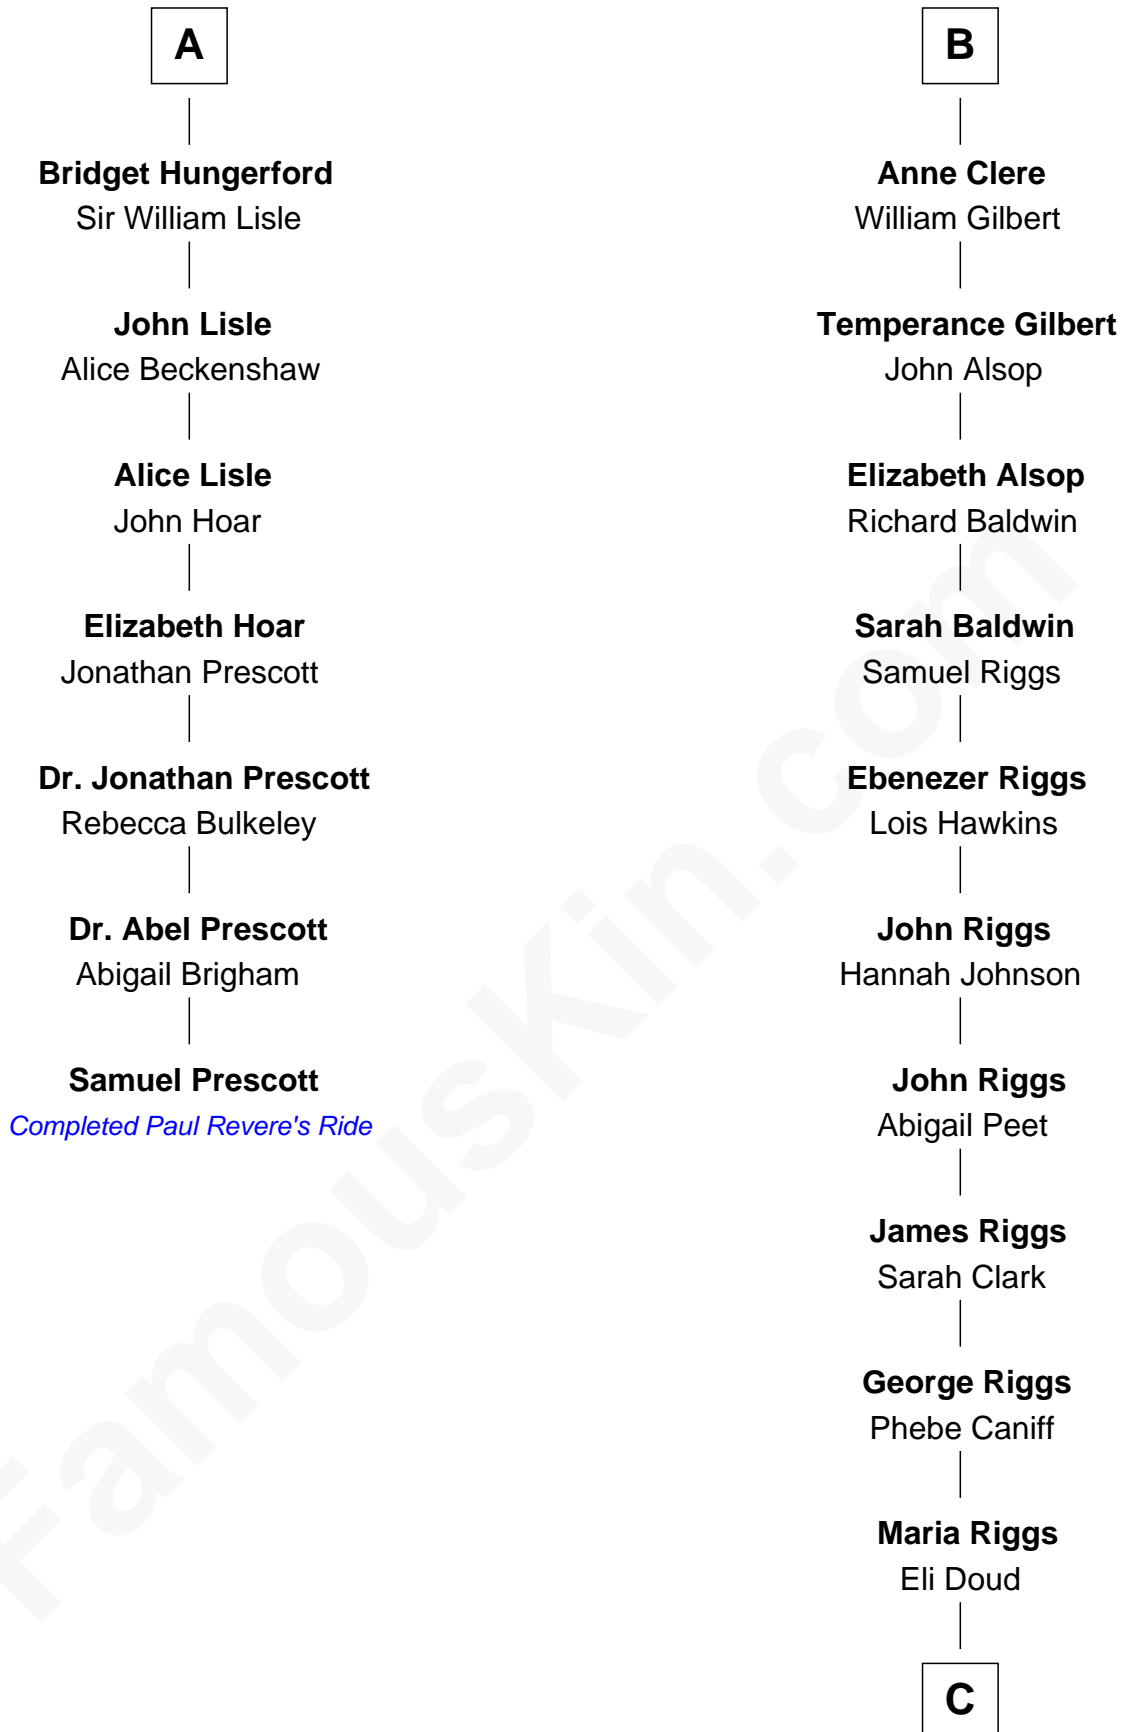 A
Bridget Hungerford
Sir William Lisle
John Lisle
Alice Beckenshaw
Alice Lisle
John Hoar
Elizabeth Hoar
Jonathan Prescott
Dr. Jonathan Prescott
Rebecca Bulkeley
Dr. Abel Prescott
Abigail Brigham
Samuel Prescott
Completed Paul Revere's Ride
B
Anne Clere
William Gilbert
Temperance Gilbert
John Alsop
Elizabeth Alsop
Richard Baldwin
Sarah Baldwin
Samuel Riggs
Ebenezer Riggs
Lois Hawkins
John Riggs
Hannah Johnson
John Riggs
Abigail Peet
James Riggs
Sarah Clark
George Riggs
Phebe Caniff
Maria Riggs
Eli Doud
C
FamousKin.com